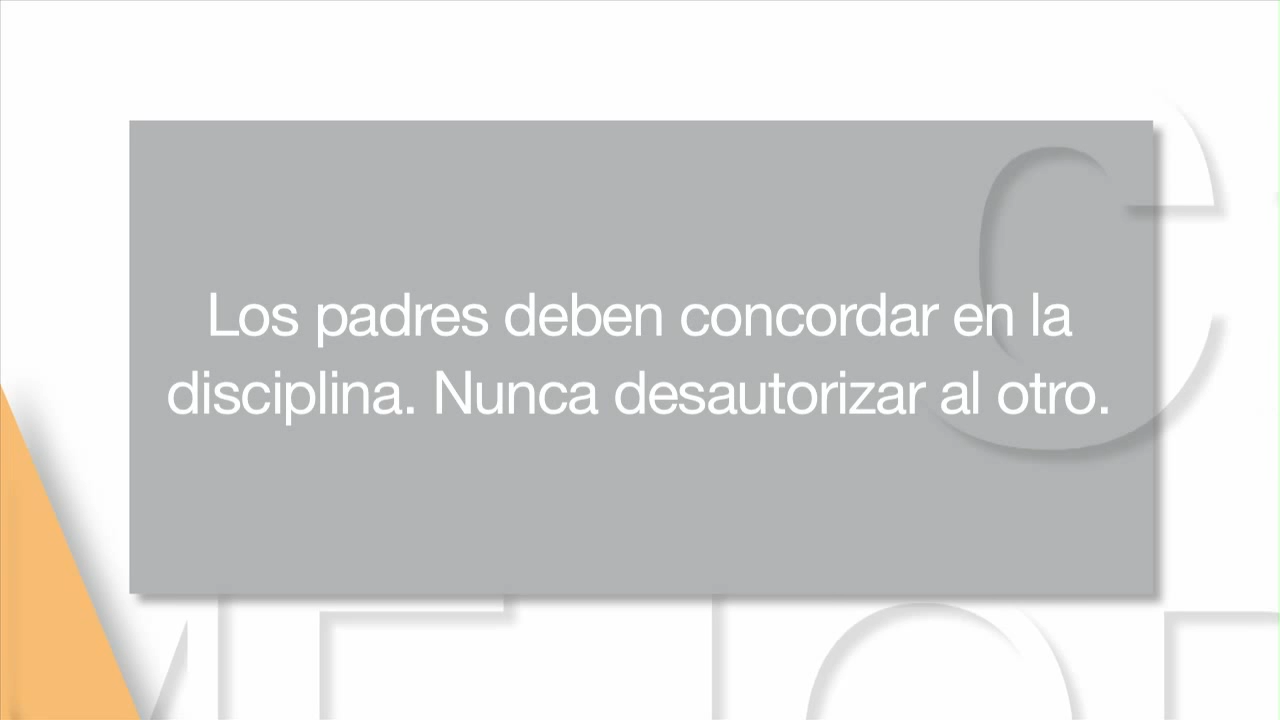 Los padres deben concordar en la
disciplina. Nunca desautorizar al otro.